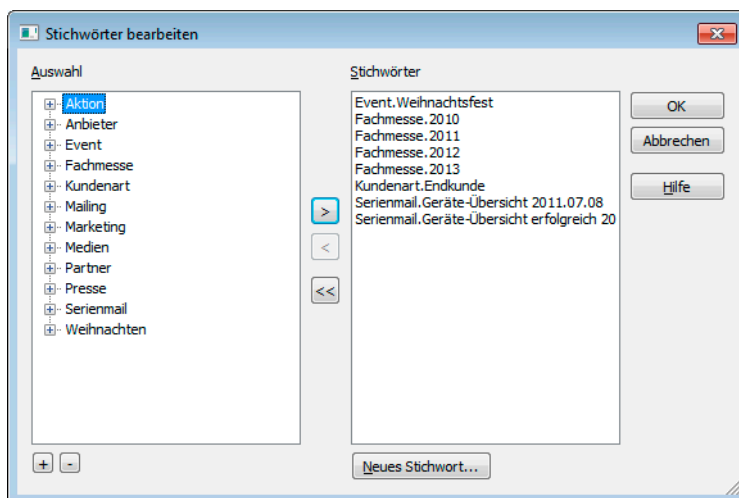 Stichwörter bearbeiten
Auswahl
Aktion
Anbieter
Event
Fachmesse
Kundenart
Mailing
Marketing
Medien
Partner
Presse
Serienmail
Weihnachten
+ -
>
<
<<
Stichwörter
Event.Weihnachtsfest
Fachmesse.2010
Fachmesse.2011
Fachmesse.2012
Fachmesse.2013
Kundenart.Endkunde
Serienmail.Geräte-Übersicht 2011.07.08
Serienmail.Geräte-Übersicht erfolgreich 20
Neues Stichwort...
OK
Abbrechen
Hilfe